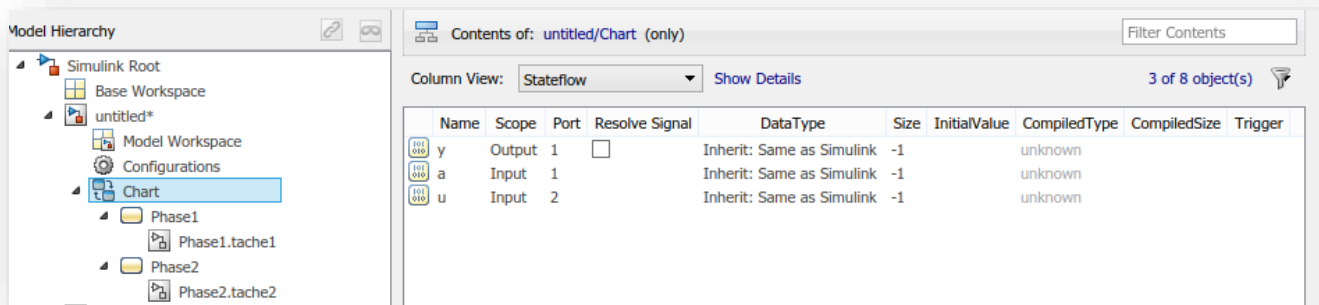 Model Hierarchy
Simulink Root
Base Workspace
untitled*
Model Workspace
Configurations
Chart
Phase1
Phase1.tache1
Phase2
Phase2.tache2
Contents of: untitled/Chart (only)
Filter Contents
Column View: Stateflow Show Details 3 of 8 object(s)
Name Scope Port Resolve Signal DataType Size InitialValue CompiledType CompiledSize Trigger
y Output 1 Inherit: Same as Simulink -1 unknown
a Input 1 Inherit: Same as Simulink -1 unknown
u Input 2 Inherit: Same as Simulink -1 unknown